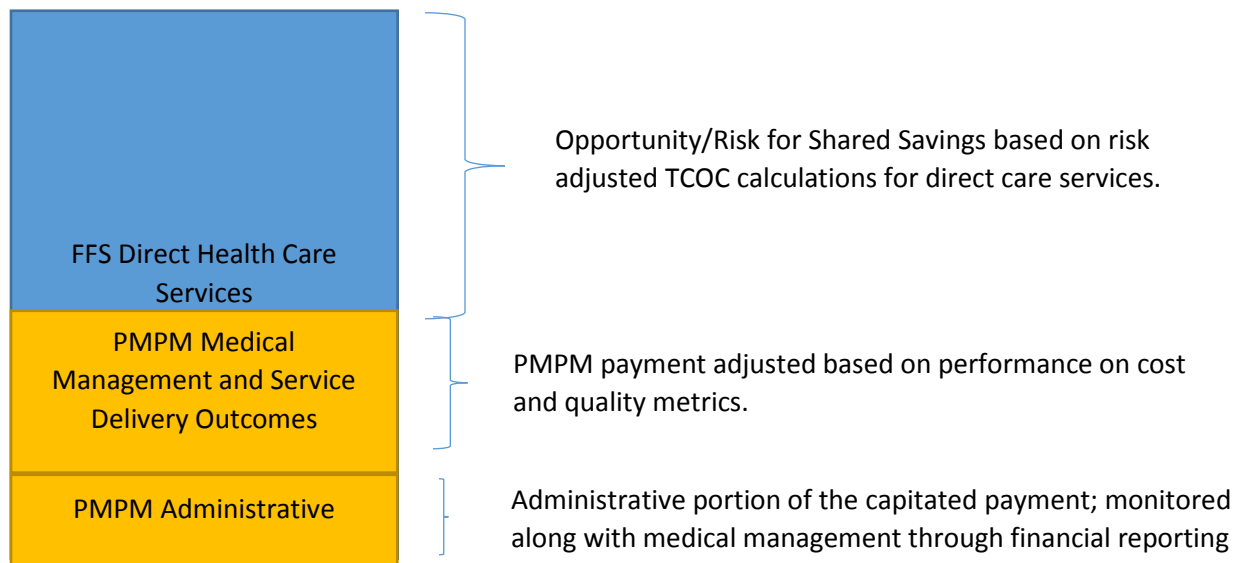 Opportunity/Risk for Shared Savings based on risk
adjusted TCOC calculations for direct care services.
FFS Direct Health Care
Services
PMPM Medical
Management and Service
Delivery Outcomes
PMPM payment adjusted based on performance on cost
and quality metrics.
PMPM Administrative
Administrative portion of the capitated payment; monitored
along with medical management through financial reporting